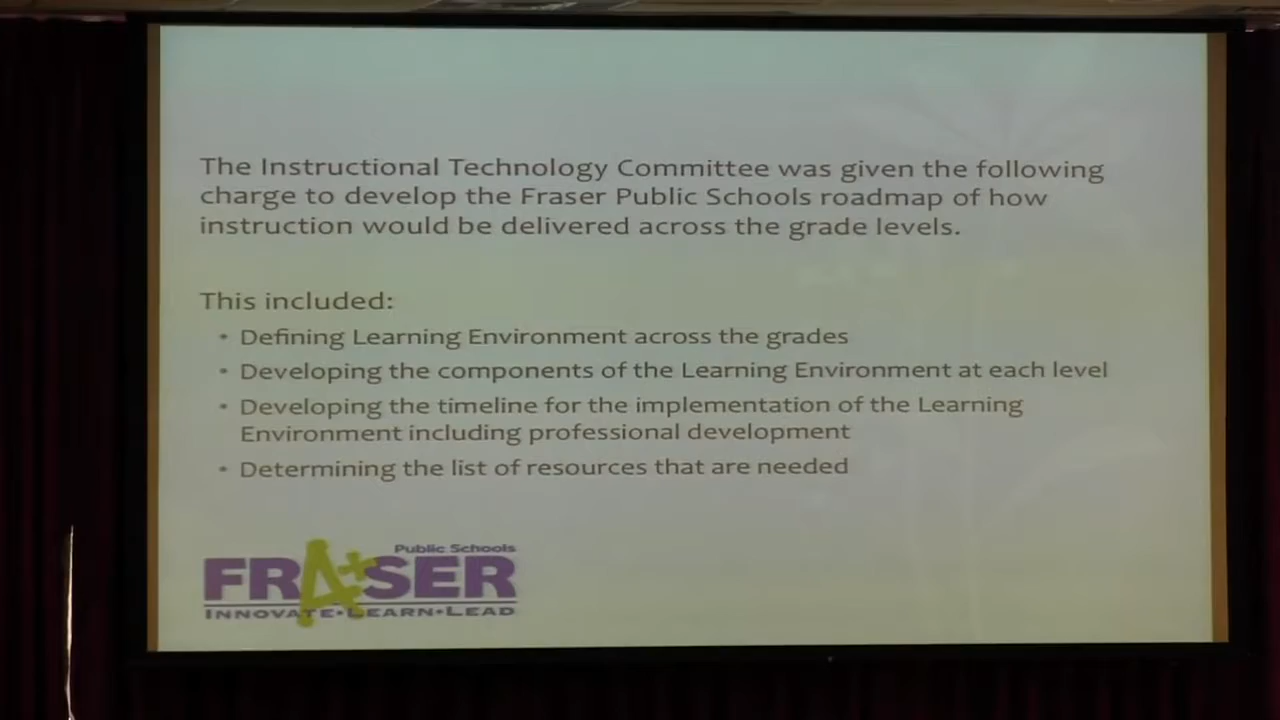 The Instructional Technology Committee was given the following
charge to develop the Fraser Public Schools roadmap of how
instruction would be delivered across the grade levels.
This included:
• Defining Learning Environment across the grades
• Developing the components of the Learning Environment at each level
• Developing the timeline for the implementation of the Learning
Environment including professional development
• Determining the list of resources that are needed
Public Schools
FRA+SER
INNOVATE•LEARN•LEAD